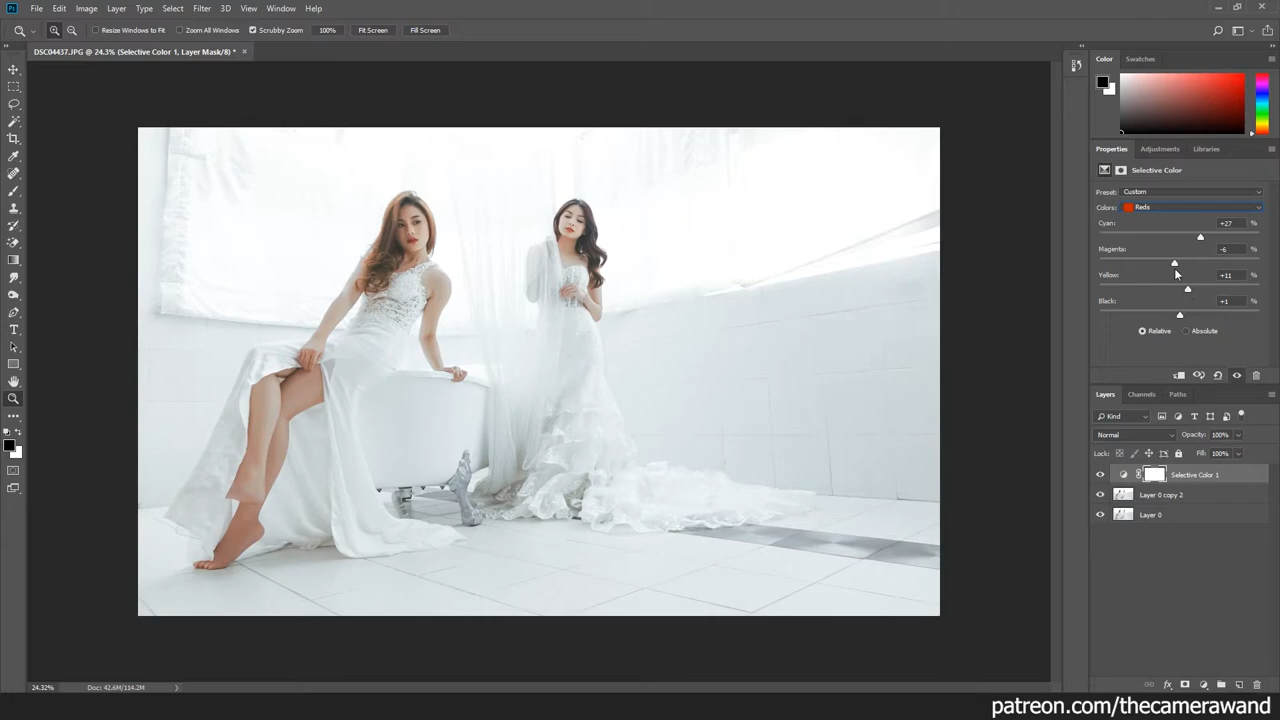 Ps File Edit Image Layer Type Select Filter 3D View Window Help
Resize Windows to Fit Zoom All Windows Scrubby Zoom 100% Fit Screen Fill Screen
DSC04437.JPG @ 24.3% (Selective Color 1, Layer Mask/8) *
Color Swatches
Properties Adjustments Libraries
Selective Color
Preset: Custom
Colors: Reds
Cyan: +27 %
Magenta: -6 %
Yellow: +11 %
Black: +1 %
Relative Absolute
Layers Channels Paths
Kind
Normal Opacity: 100%
Lock: Fill: 100%
Selective Color 1
Layer 0 copy 2
Layer 0
24.32% Doc: 42.6M/114.2M
patreon.com/thecamerawand